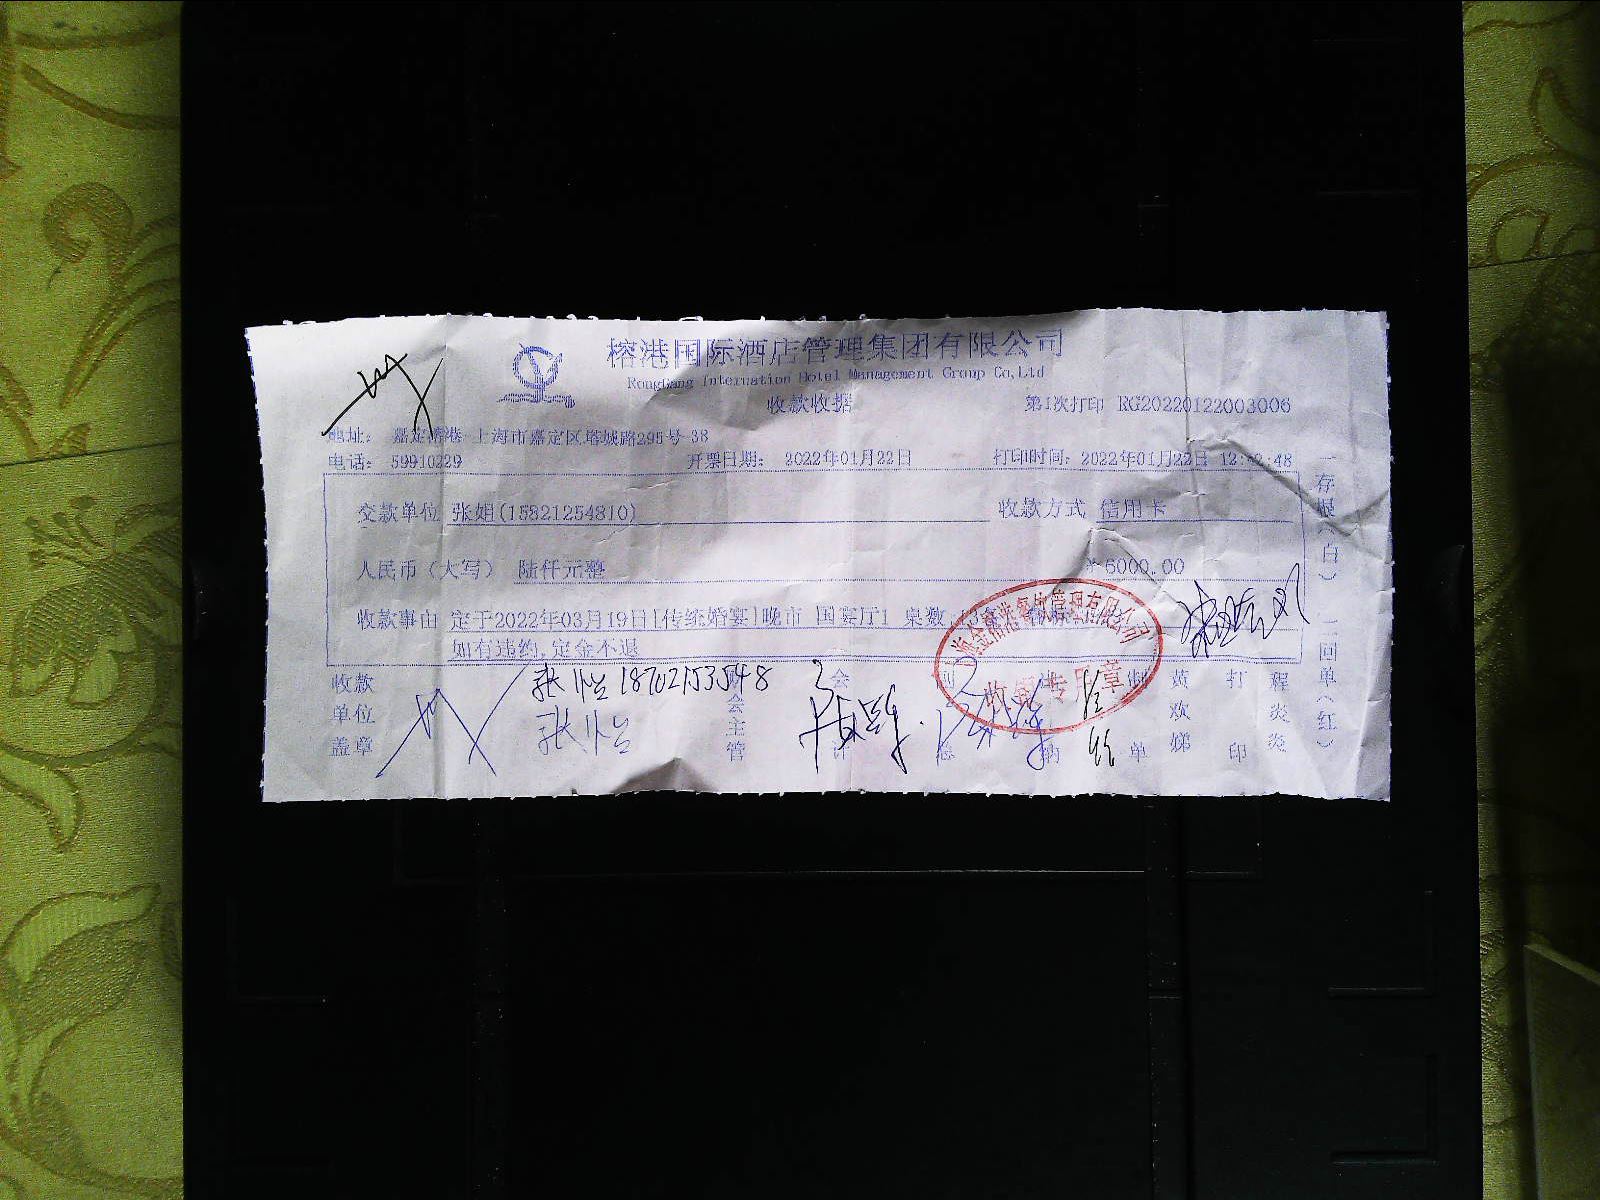 榕港国际酒店管理集团有限公司
RongGang Internation Hotel Management Group Co,Ltd
收款收据
第1次打印 RG20220122003006
地址： 嘉定榕港 上海市嘉定区塔城路295号-38
电话： 59910229 开票日期： 2022年01月22日 打印时间：2022年01月22日
交款单位 张姐(15821254810) 收款方式 信用卡
人民币（大写） 陆仟元整 ￥6000.00
收款事由 定于2022年03月19日[传统婚宴]晚市 国宴厅1 桌数
如有违约,定金不退
一存根（白） 二回单（红）
收款单位盖章
张怡 18702153548
张怡
会主管
制单 黄欢娣
打印 程炎炎
收银专用章